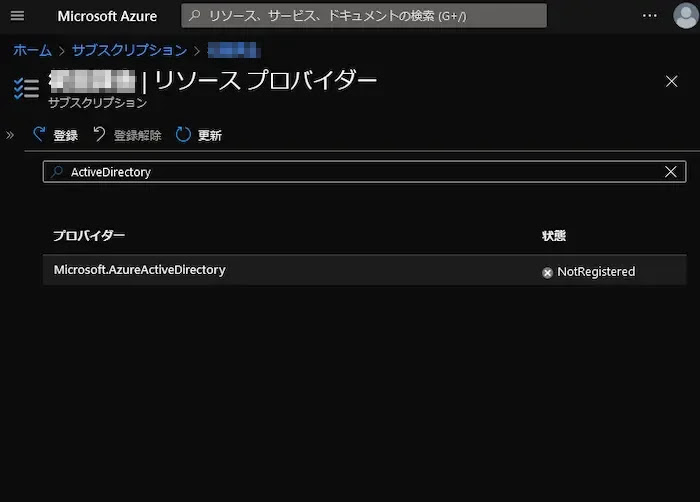 Microsoft Azure
リソース、サービス、ドキュメントの検索 (G+/)
ホーム > サブスクリプション >
| リソース プロバイダー
サブスクリプション
» 登録 登録解除 更新
ActiveDirectory
プロバイダー 状態
Microsoft.AzureActiveDirectory NotRegistered